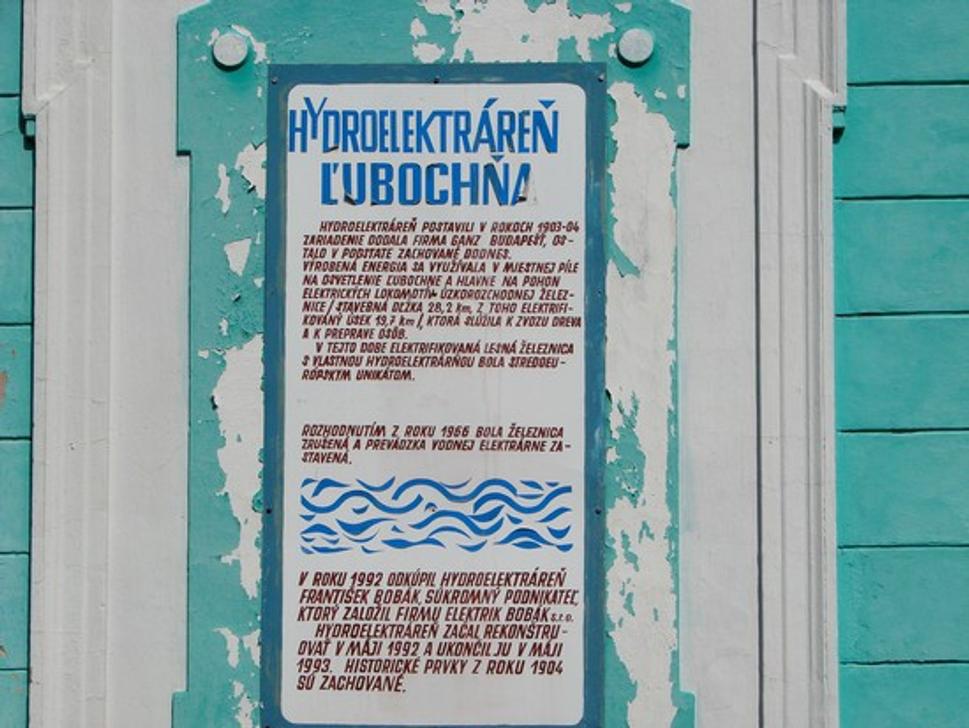 HYDROELEKTRÁREŇ
ĽUBOCHŇA
HYDROELEKTRÁREŇ POSTAVILI V ROKOCH 1903-04
ZARIADENIE DODALA FIRMA GANZ BUDAPEŠŤ, OS-
TALO V PODSTATE ZACHOVANÉ DODNES.
VÝROBENÁ ENERGIA SA VYUŽÍVALA V MIESTNEJ PÍLE
NA OSVETLENIE ĽUBOCHNE A HLAVNE NA POHON
ELEKTRICKÝCH LOKOMOTÍV ÚZKOROZCHODNEJ ŽELEZ-
NICE / STAVEBNÁ DĹŽKA 28,2 km, Z TOHO ELEKTRIFI-
KOVANÝ ÚSEK 19,7 km /, KTORÁ SLÚŽILA K ZVOZU DREVA
A K PREPRAVE OSÔB.
V TEJTO DOBE ELEKTRIFIKOVANÁ LESNÁ ŽELEZNICA
S VLASTNOU HYDROELEKTRÁRŇOU BOLA STREDOEU-
RÓPSKYM UNIKÁTOM.
ROZHODNUTÍM Z ROKU 1966 BOLA ŽELEZNICA
ZRUŠENÁ A PREVÁDZKA VODNEJ ELEKTRÁRNE ZA-
STAVENÁ.
V ROKU 1992 ODKÚPIL HYDROELEKTRÁREŇ
FRANTIŠEK BOBÁK, SÚKROMNÝ PODNIKATEĽ,
KTORÝ ZALOŽIL FIRMU ELEKTRIK BOBÁK s.r.o.
HYDROELEKTRÁREŇ ZAČAL REKONŠTRU-
OVAŤ V MÁJI 1992 A UKONČIL JU V MÁJI
1993. HISTORICKÉ PRVKY Z ROKU 1904
SÚ ZACHOVANÉ.